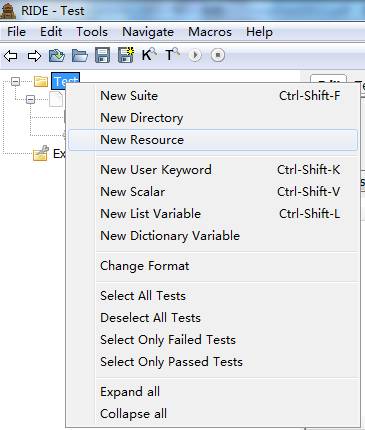 RIDE - Test
File Edit Tools Navigate Macros Help
K T
Test
New Suite Ctrl-Shift-F
New Directory
New Resource
New User Keyword Ctrl-Shift-K
New Scalar Ctrl-Shift-V
New List Variable Ctrl-Shift-L
New Dictionary Variable
Change Format
Select All Tests
Deselect All Tests
Select Only Failed Tests
Select Only Passed Tests
Expand all
Collapse all